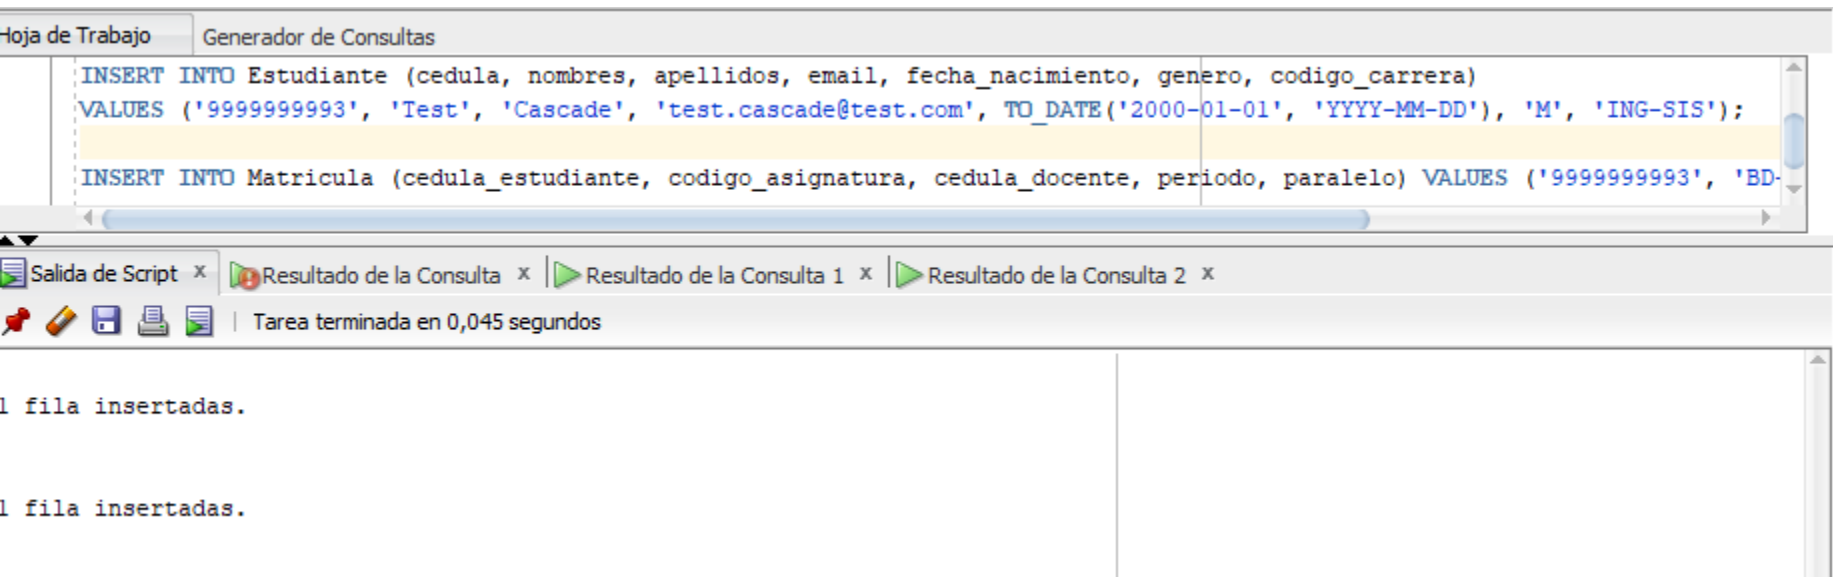 Hoja de Trabajo Generador de Consultas
INSERT INTO Estudiante (cedula, nombres, apellidos, email, fecha_nacimiento, genero, codigo_carrera)
VALUES ('9999999993', 'Test', 'Cascade', 'test.cascade@test.com', TO_DATE('2000-01-01', 'YYYY-MM-DD'), 'M', 'ING-SIS');
INSERT INTO Matricula (cedula_estudiante, codigo_asignatura, cedula_docente, periodo, paralelo) VALUES ('9999999993', 'BD-
Salida de Script x Resultado de la Consulta x Resultado de la Consulta 1 x Resultado de la Consulta 2 x
Tarea terminada en 0,045 segundos
1 fila insertadas.
1 fila insertadas.